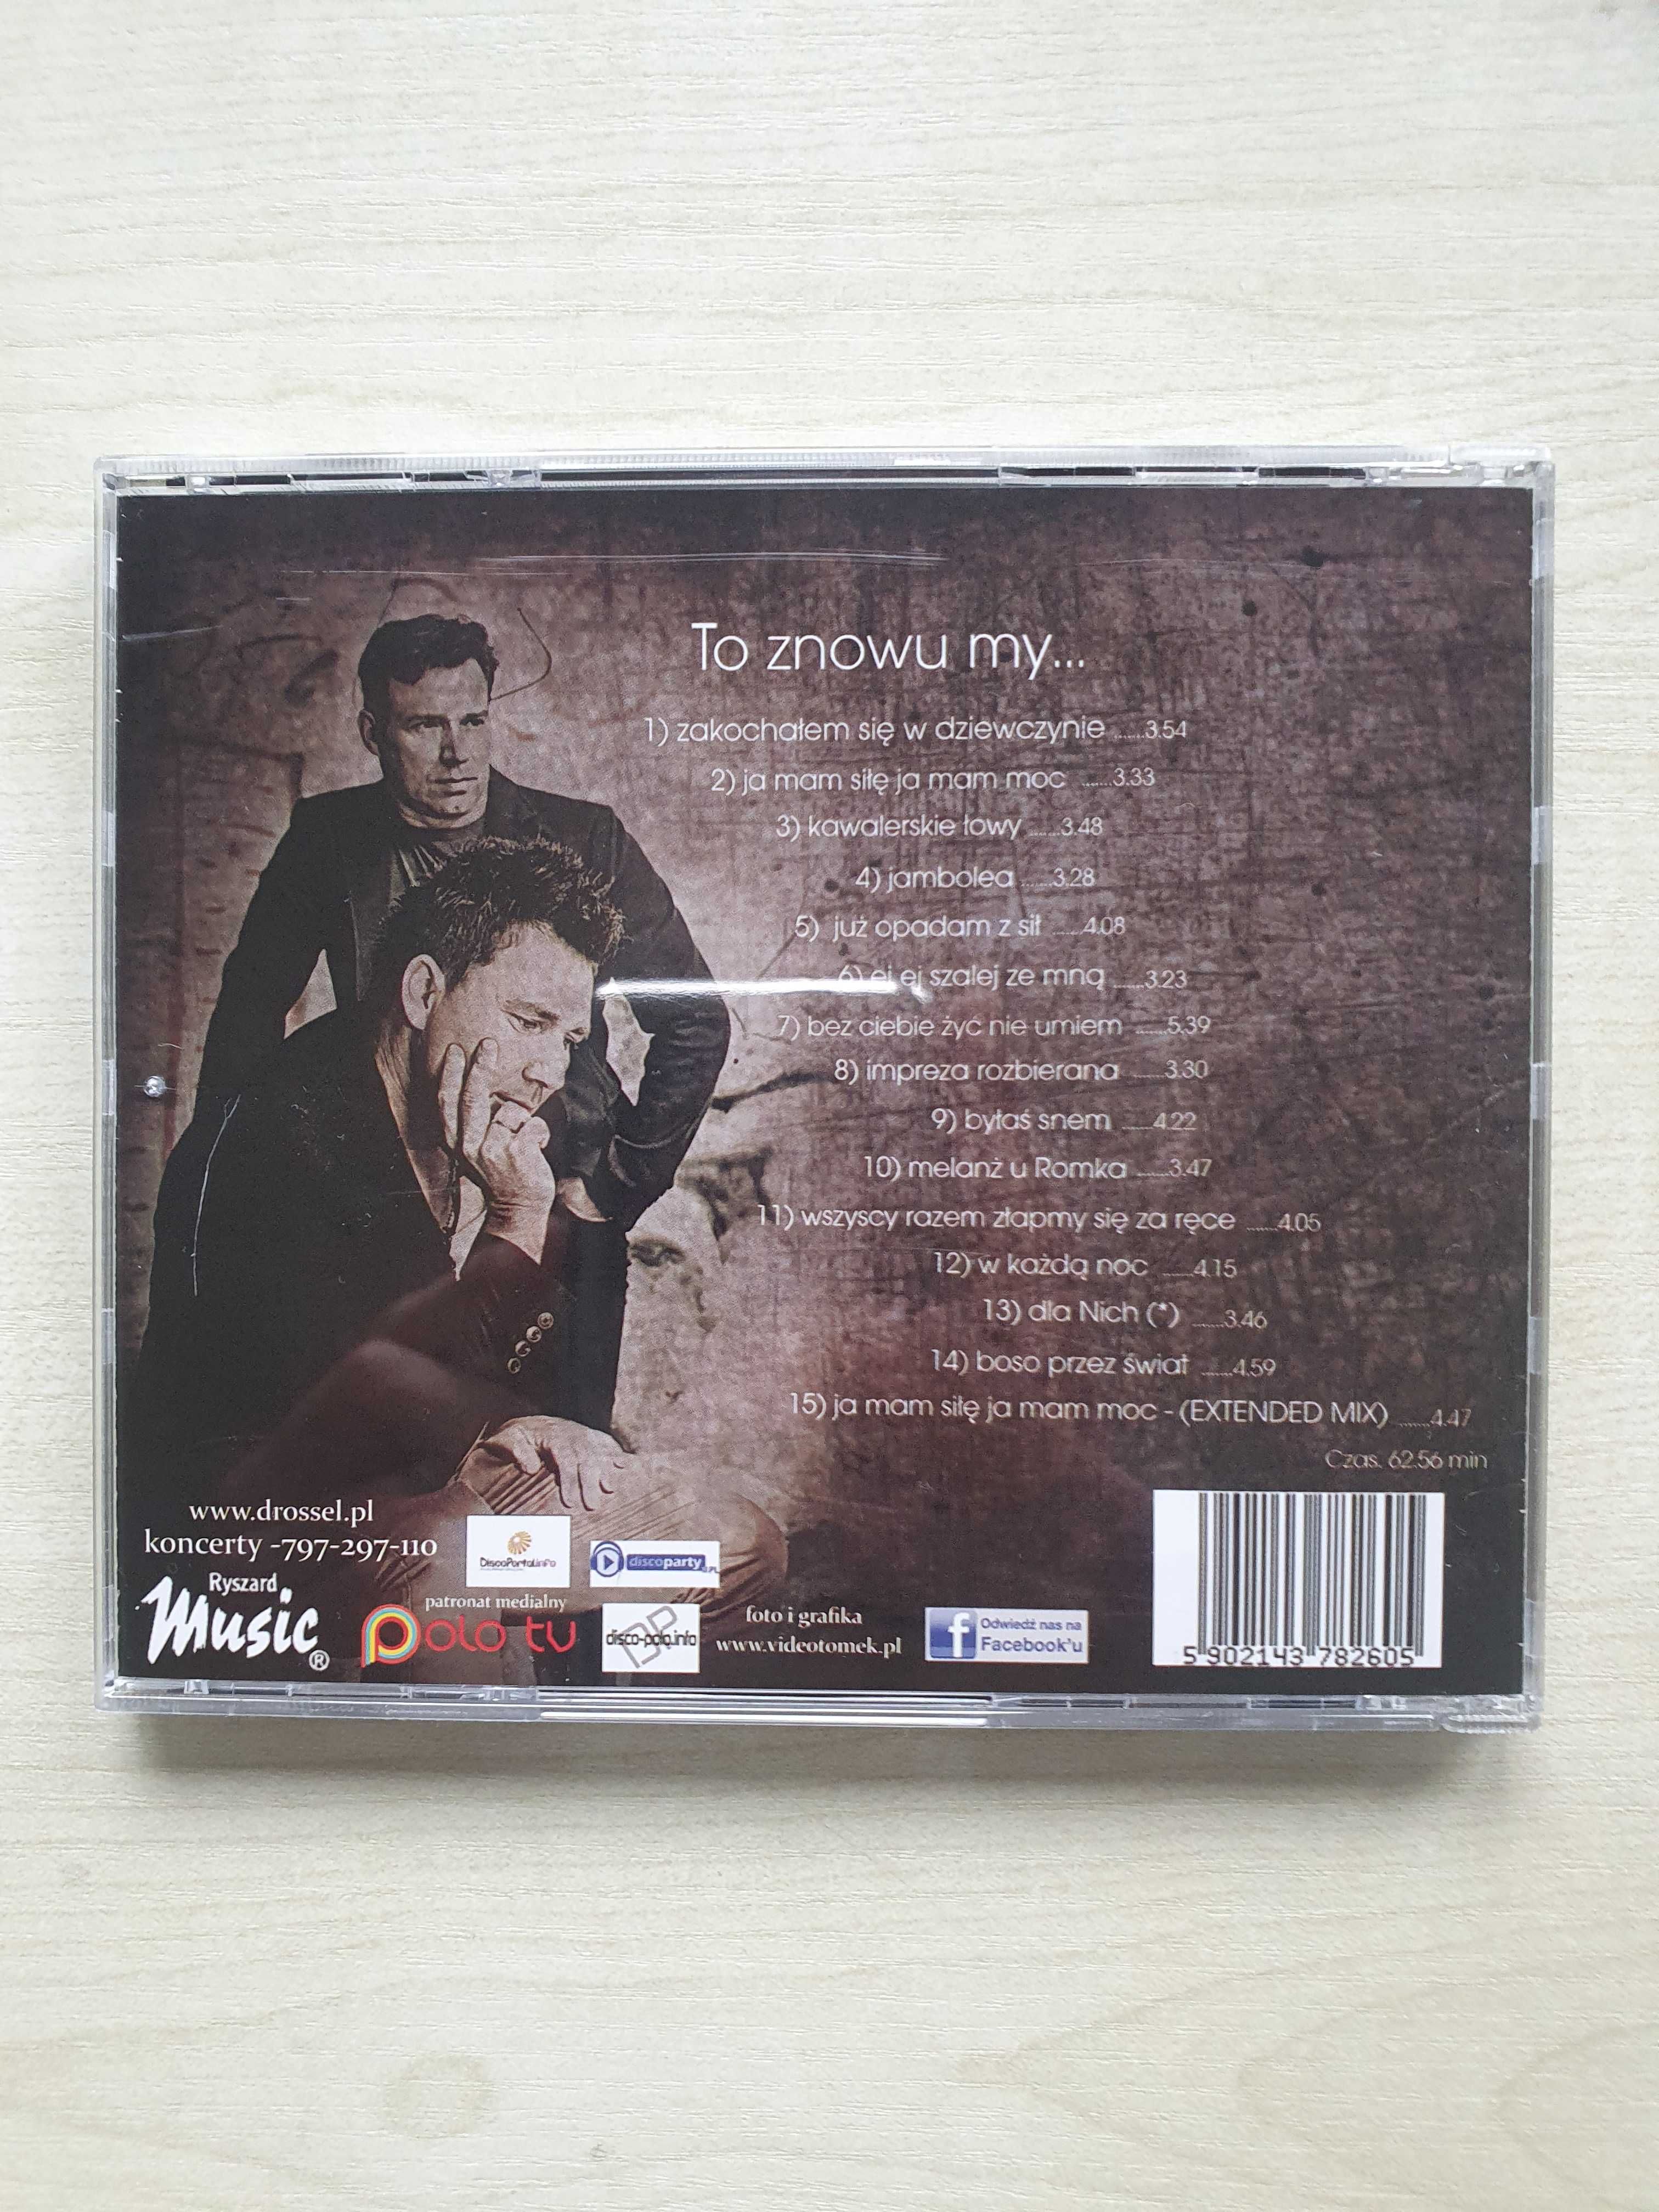 To znowu my...
1) zakochałem się w dziewczynie .......3.54
2) ja mam siłę ja mam moc .......3.33
3) kawalerskie łowy .......3.48
4) jambolea .......3.28
5) już opadam z sił .......4.08
6) ej ej szalej ze mną .......3.23
7) bez ciebie żyć nie umiem .......5.39
8) impreza rozbierana .......3.30
9) byłaś snem .......4.22
10) melanż u Romka .......3.47
11) wszyscy razem złapmy się za ręce .......4.05
12) w każdą noc .......4.15
13) dla Nich (*) .......3.46
14) boso przez świat .......4.59
15) ja mam siłę ja mam moc - (EXTENDED MIX) .......4.47
Czas. 62.56 min
www.drossel.pl
koncerty -797-297-110
DiscoPortal.info
discoparty.pl
Ryszard
Music ®
patronat medialny
polo tv
DP
disco-polo.info
foto i grafika
www.videotomek.pl
f
Odwiedź nas na
Facebook'u
5 902143 782605